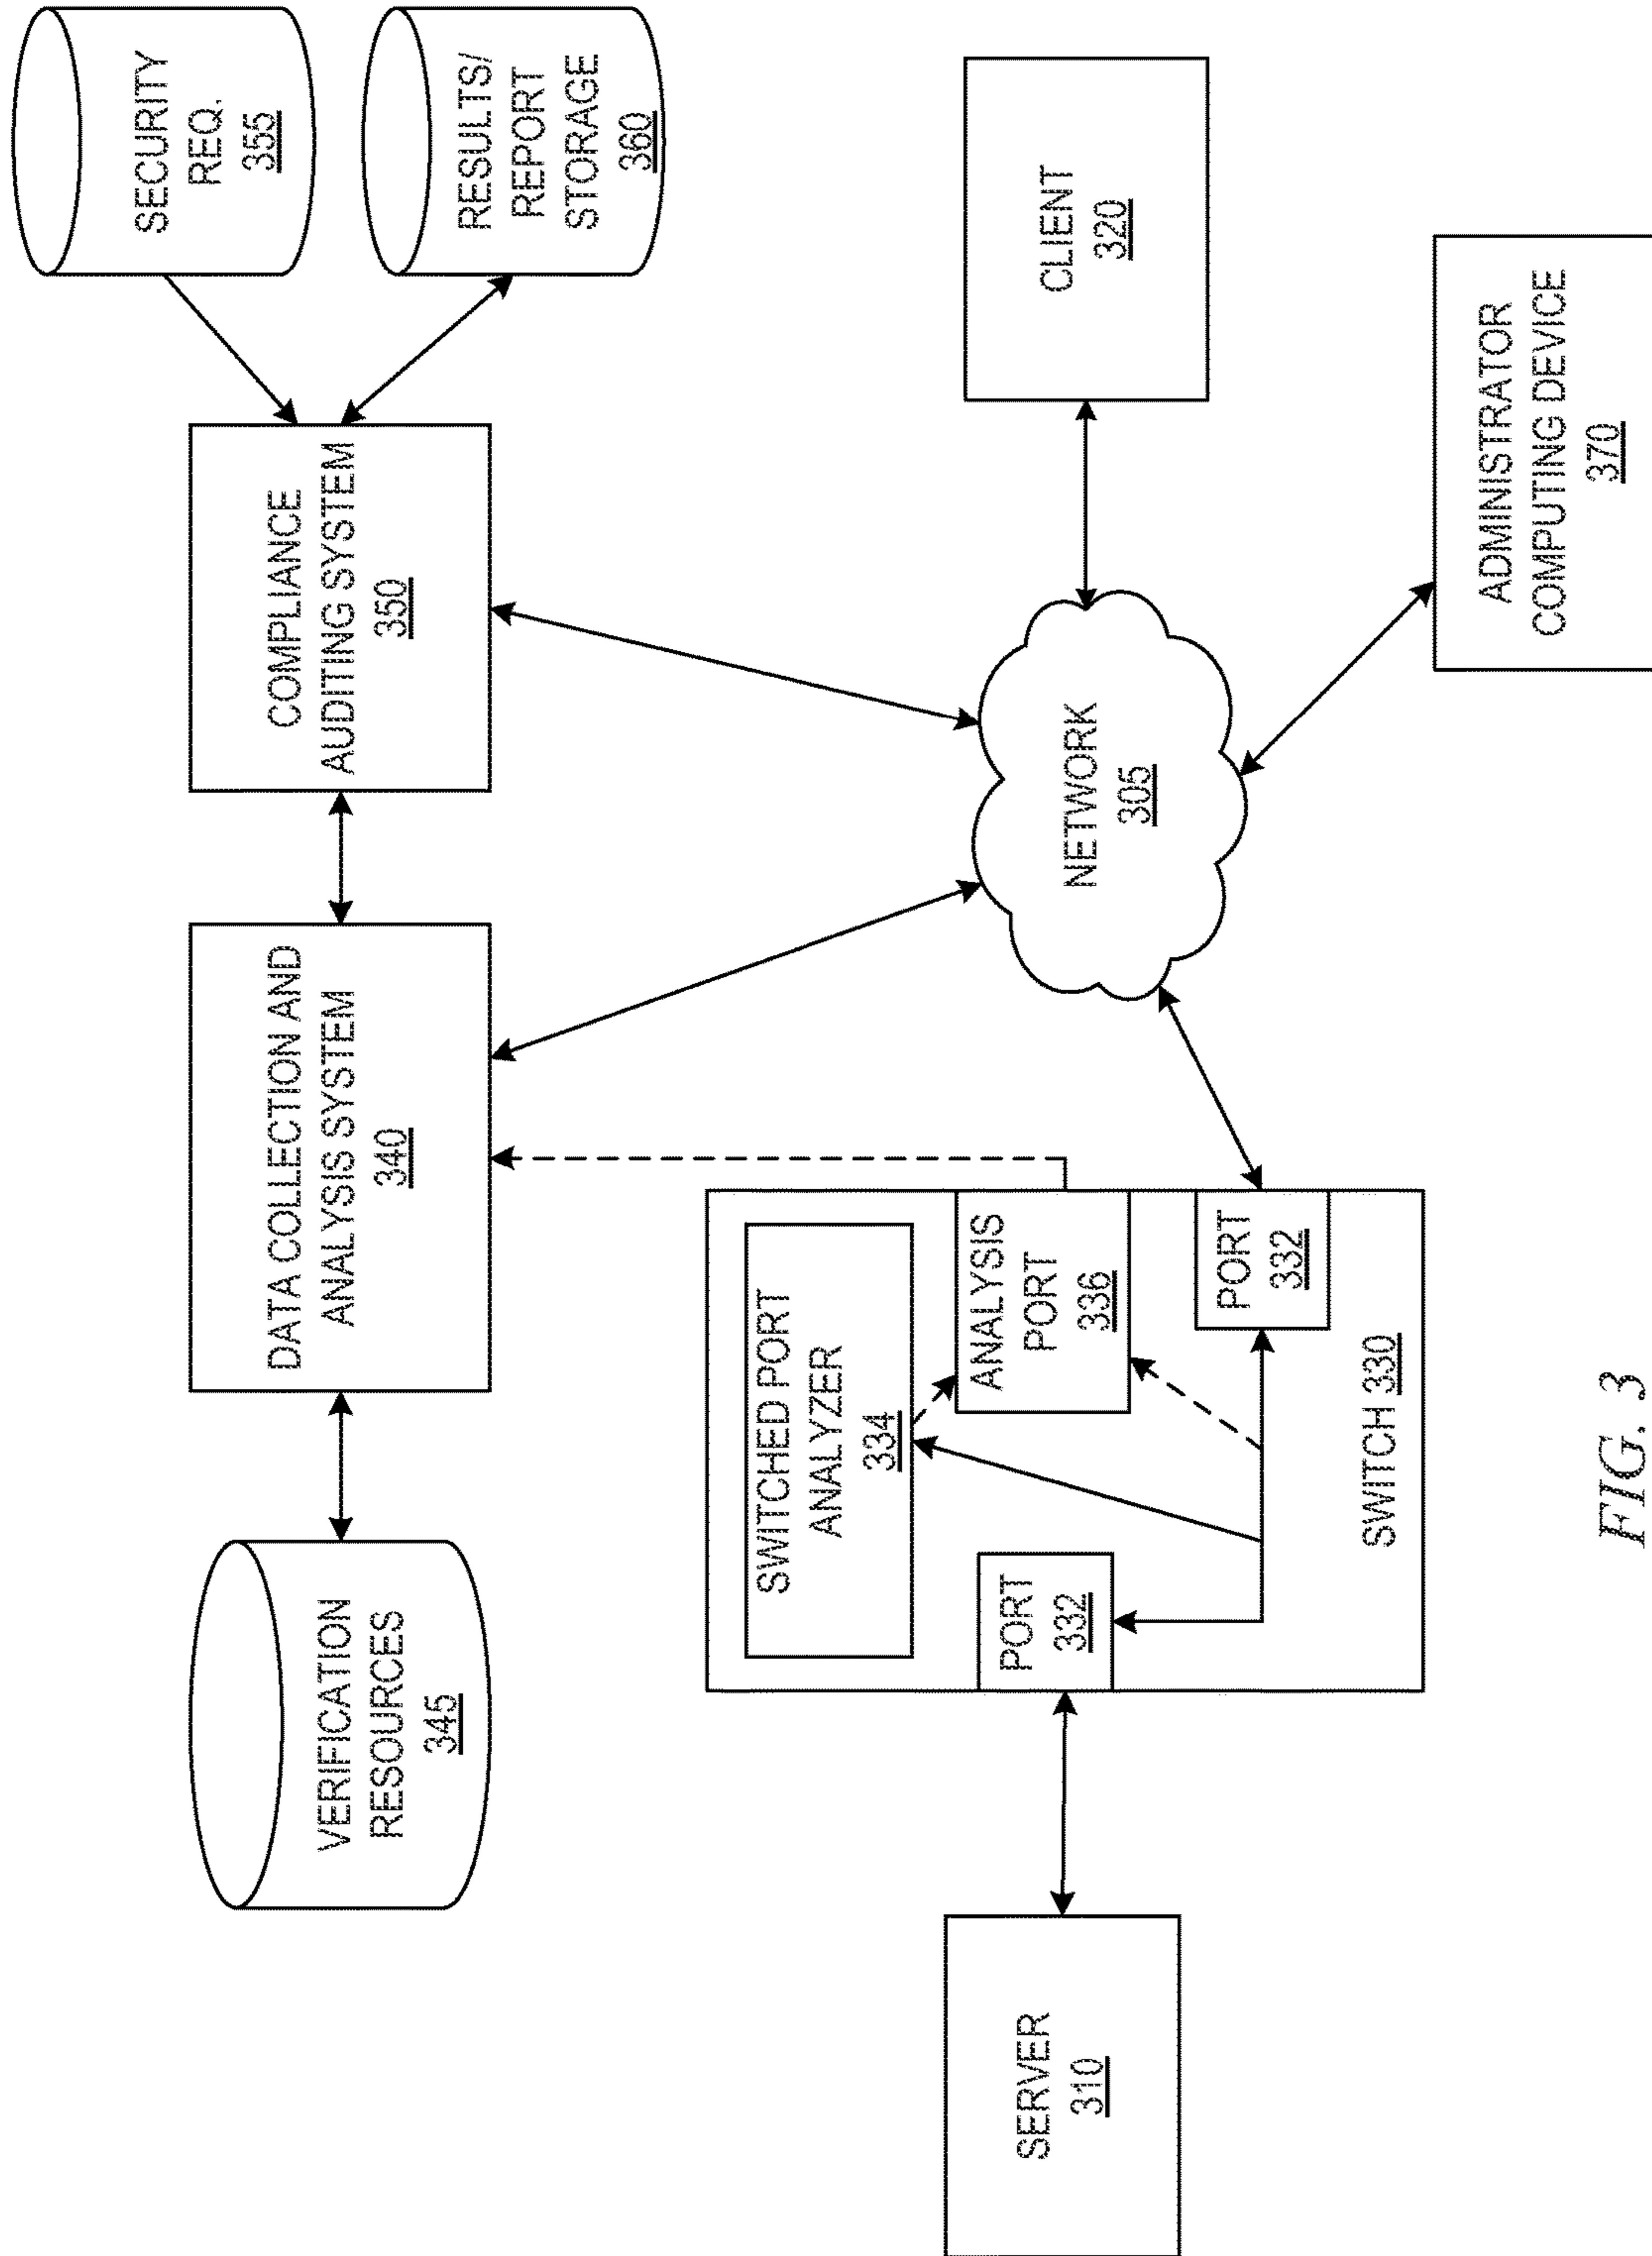 VERIFICATION
RESOURCES
345
DATA COLLECTION AND
ANALYSIS SYSTEM
340
COMPLIANCE
AUDITING SYSTEM
350
SECURITY
REQ.
355
RESULTS/
REPORT
STORAGE
360
SERVER
310
SWITCHED PORT
ANALYZER
334
PORT
332
ANALYSIS
PORT
336
PORT
332
SWITCH 330
NETWORK
305
CLIENT
320
ADMINISTRATOR
COMPUTING DEVICE
370
FIG. 3